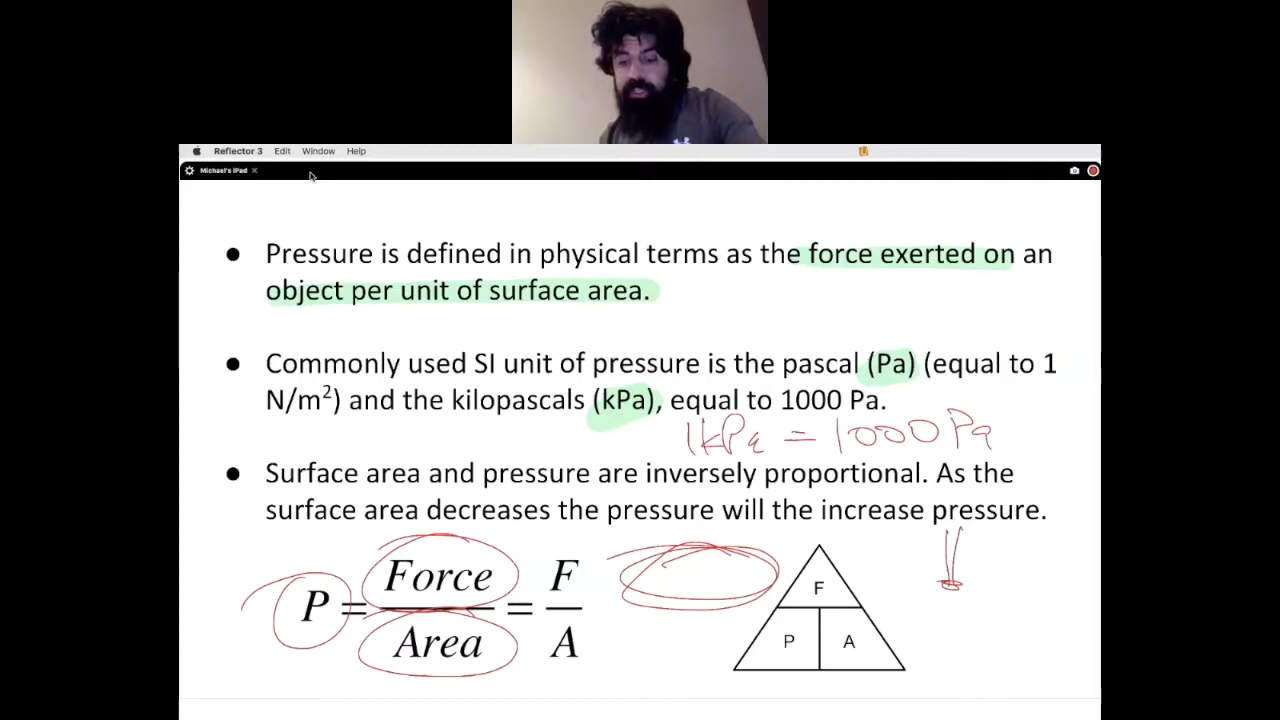 Reflector 3 Edit Window Help
Michael's iPad
● Pressure is defined in physical terms as the force exerted on an
object per unit of surface area.
● Commonly used SI unit of pressure is the pascal (Pa) (equal to 1
N/m²) and the kilopascals (kPa), equal to 1000 Pa.
1kPa = 1000Pa
● Surface area and pressure are inversely proportional. As the
surface area decreases the pressure will the increase pressure.
P = Force/Area = F/A
F
P A